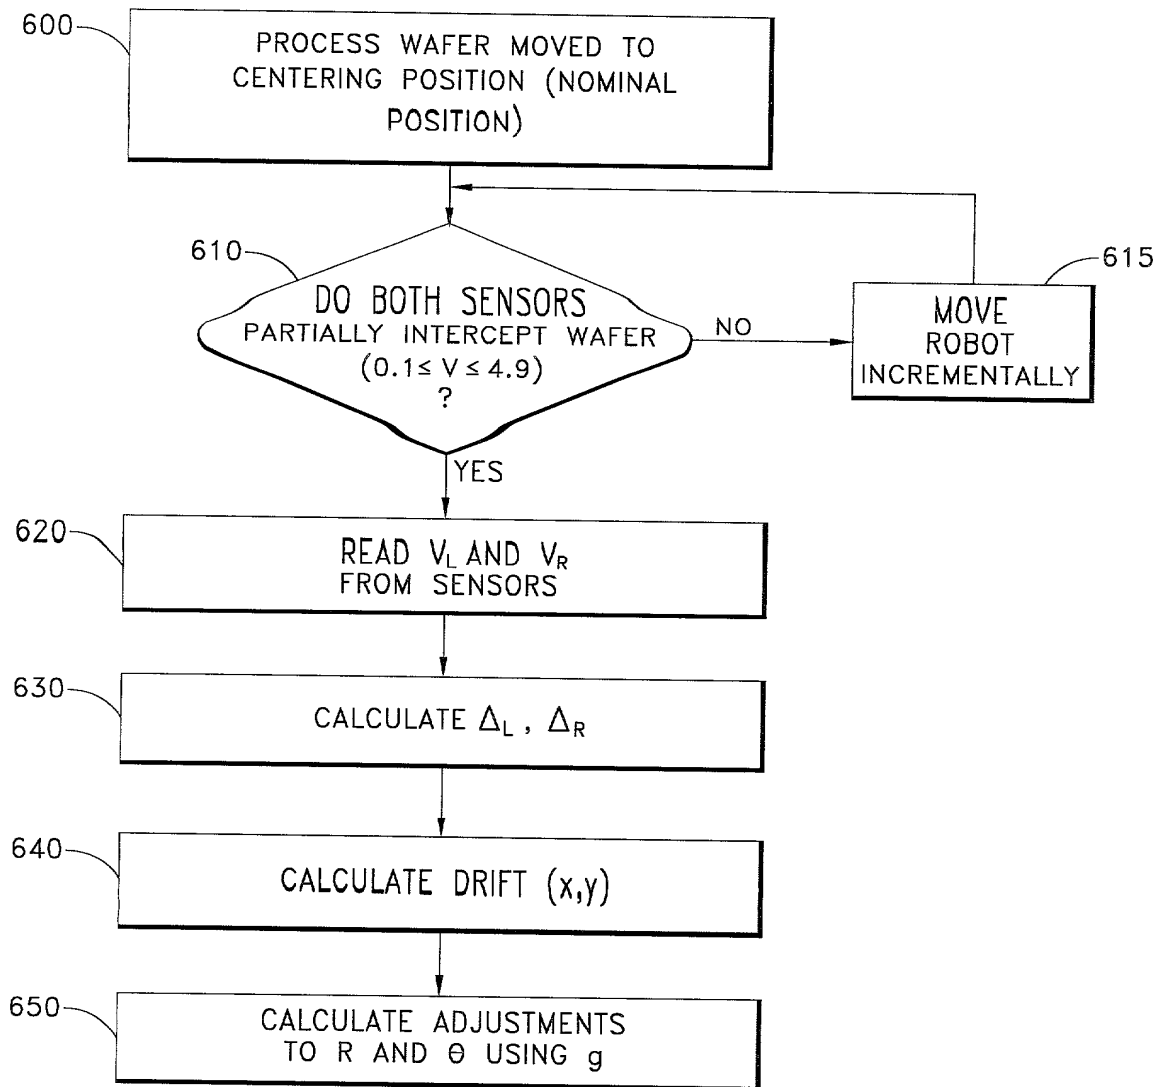 600
PROCESS WAFER MOVED TO
CENTERING POSITION (NOMINAL
POSITION)
610
DO BOTH SENSORS
PARTIALLY INTERCEPT WAFER
(0.1 ≤ V ≤ 4.9)
?
NO
615
MOVE
ROBOT
INCREMENTALLY
YES
620
READ VL AND VR
FROM SENSORS
630
CALCULATE ΔL , ΔR
640
CALCULATE DRIFT (x,y)
650
CALCULATE ADJUSTMENTS
TO R AND Θ USING g